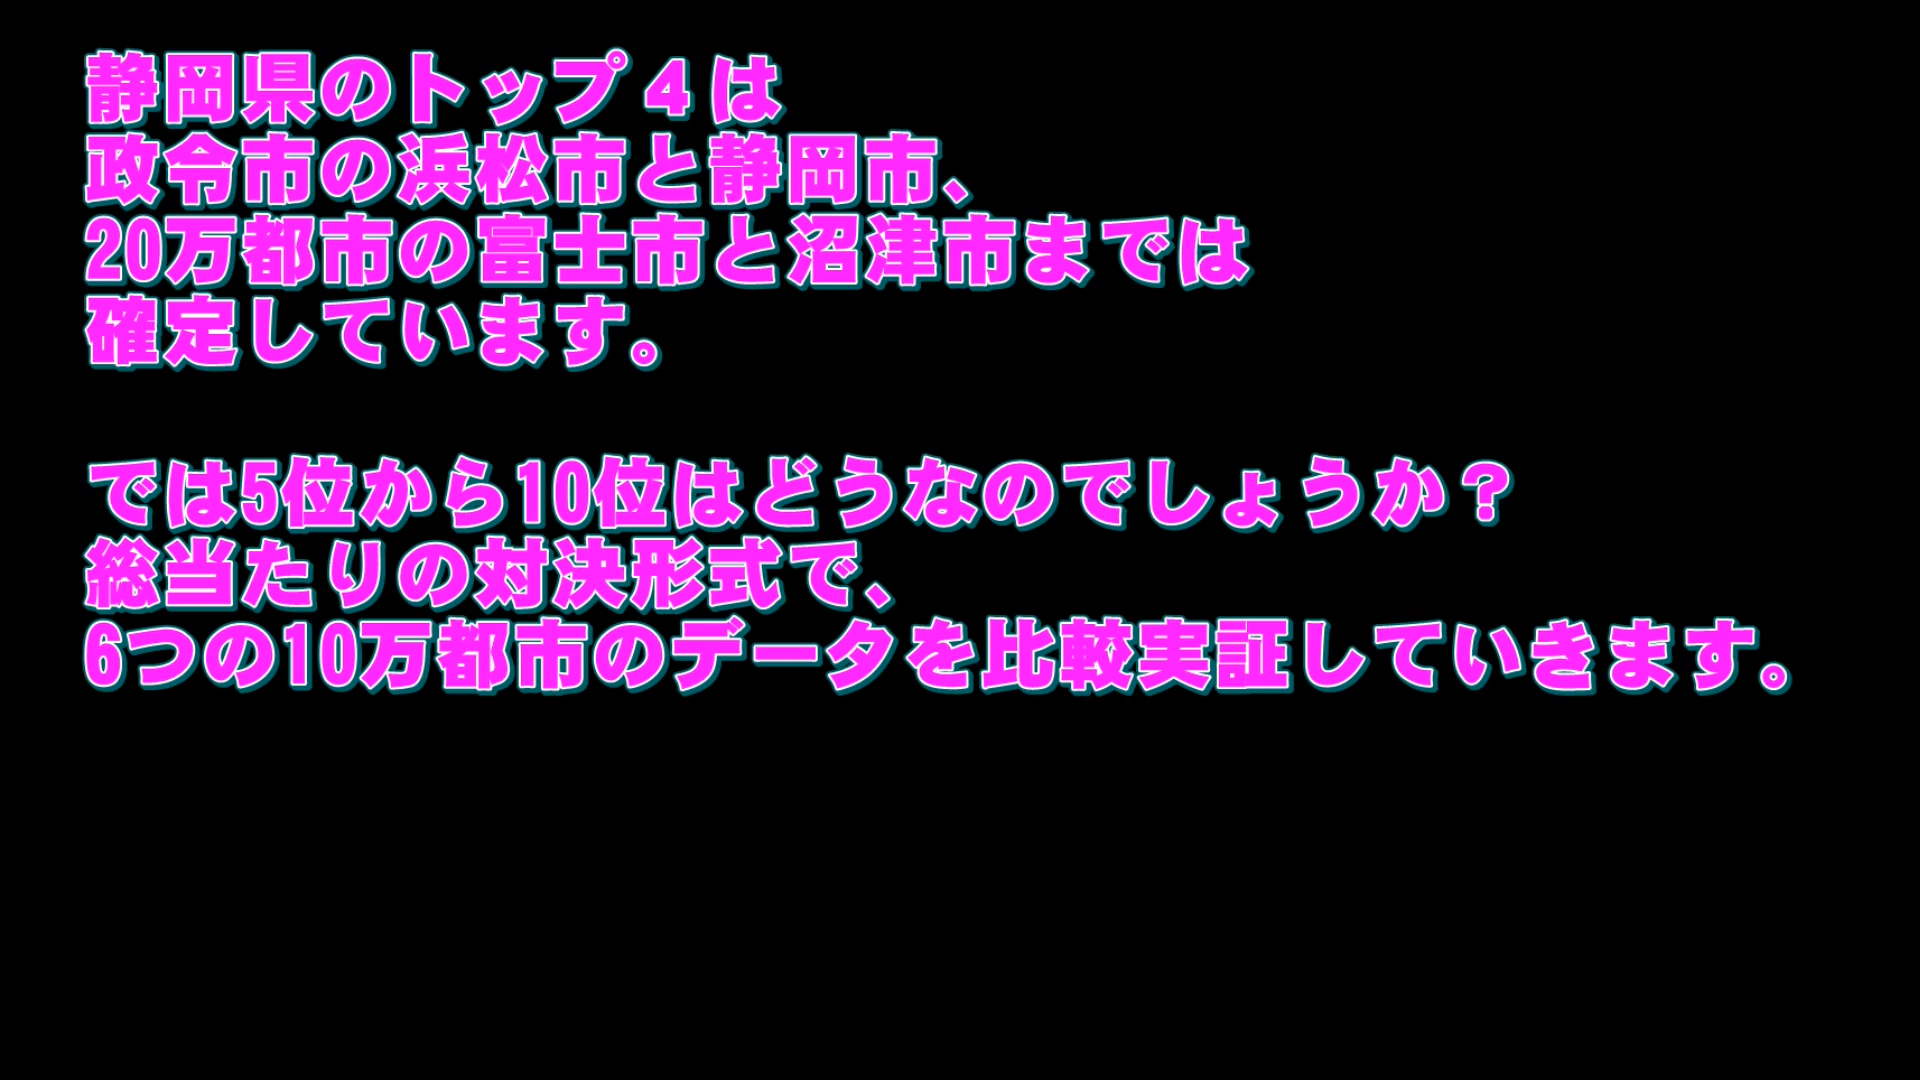 静岡県のトップ４は
政令市の浜松市と静岡市、
20万都市の富士市と沼津市までは
確定しています。
では5位から10位はどうなのでしょうか？
総当たりの対決形式で、
6つの10万都市のデータを比較実証していきます。